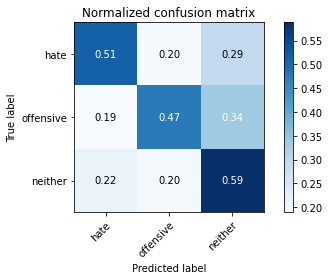 Normalized confusion matrix
hate 0.51 0.20 0.29
offensive 0.19 0.47 0.34
neither 0.22 0.20 0.59
hate offensive neither
True label
Predicted label
0.55
0.50
0.45
0.40
0.35
0.30
0.25
0.20